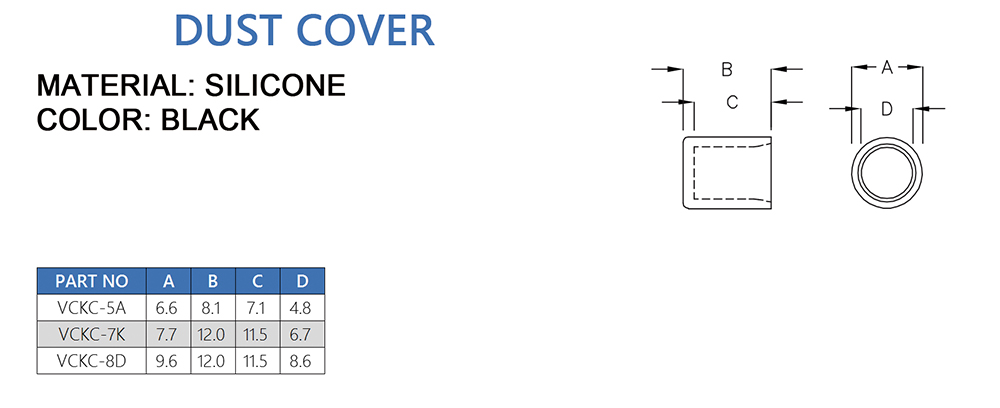 DUST COVER
MATERIAL: SILICONE
COLOR: BLACK
B
C
A
D
PART NO A B C D
VCKC-5A 6.6 8.1 7.1 4.8
VCKC-7K 7.7 12.0 11.5 6.7
VCKC-8D 9.6 12.0 11.5 8.6